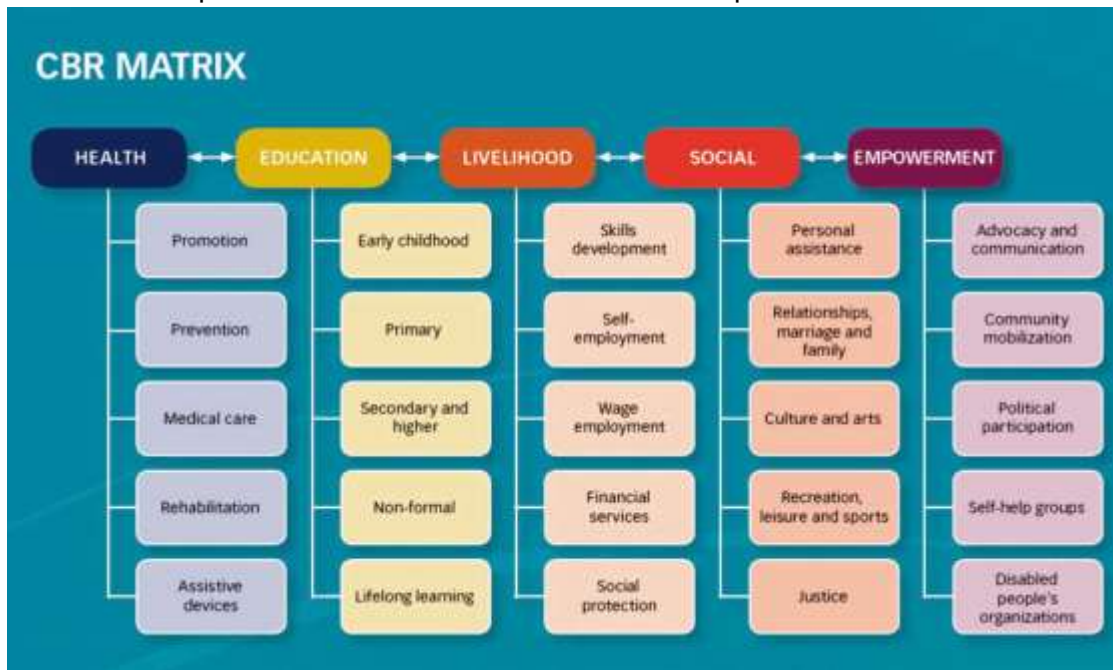 CBR MATRIX
HEALTH
EDUCATION
LIVELIHOOD
SOCIAL
EMPOWERMENT
Promotion
Prevention
Medical care
Rehabilitation
Assistive
devices
Early childhood
Primary
Secondary and
higher
Non-formal
Lifelong learning
Skills
development
Self-
employment
Wage
employment
Financial
services
Social
protection
Personal
assistance
Relationships,
marriage and
family
Culture and arts
Recreation,
leisure and sports
Justice
Advocacy and
communication
Community
mobilization
Political
participation
Self-help groups
Disabled
people's
organizations